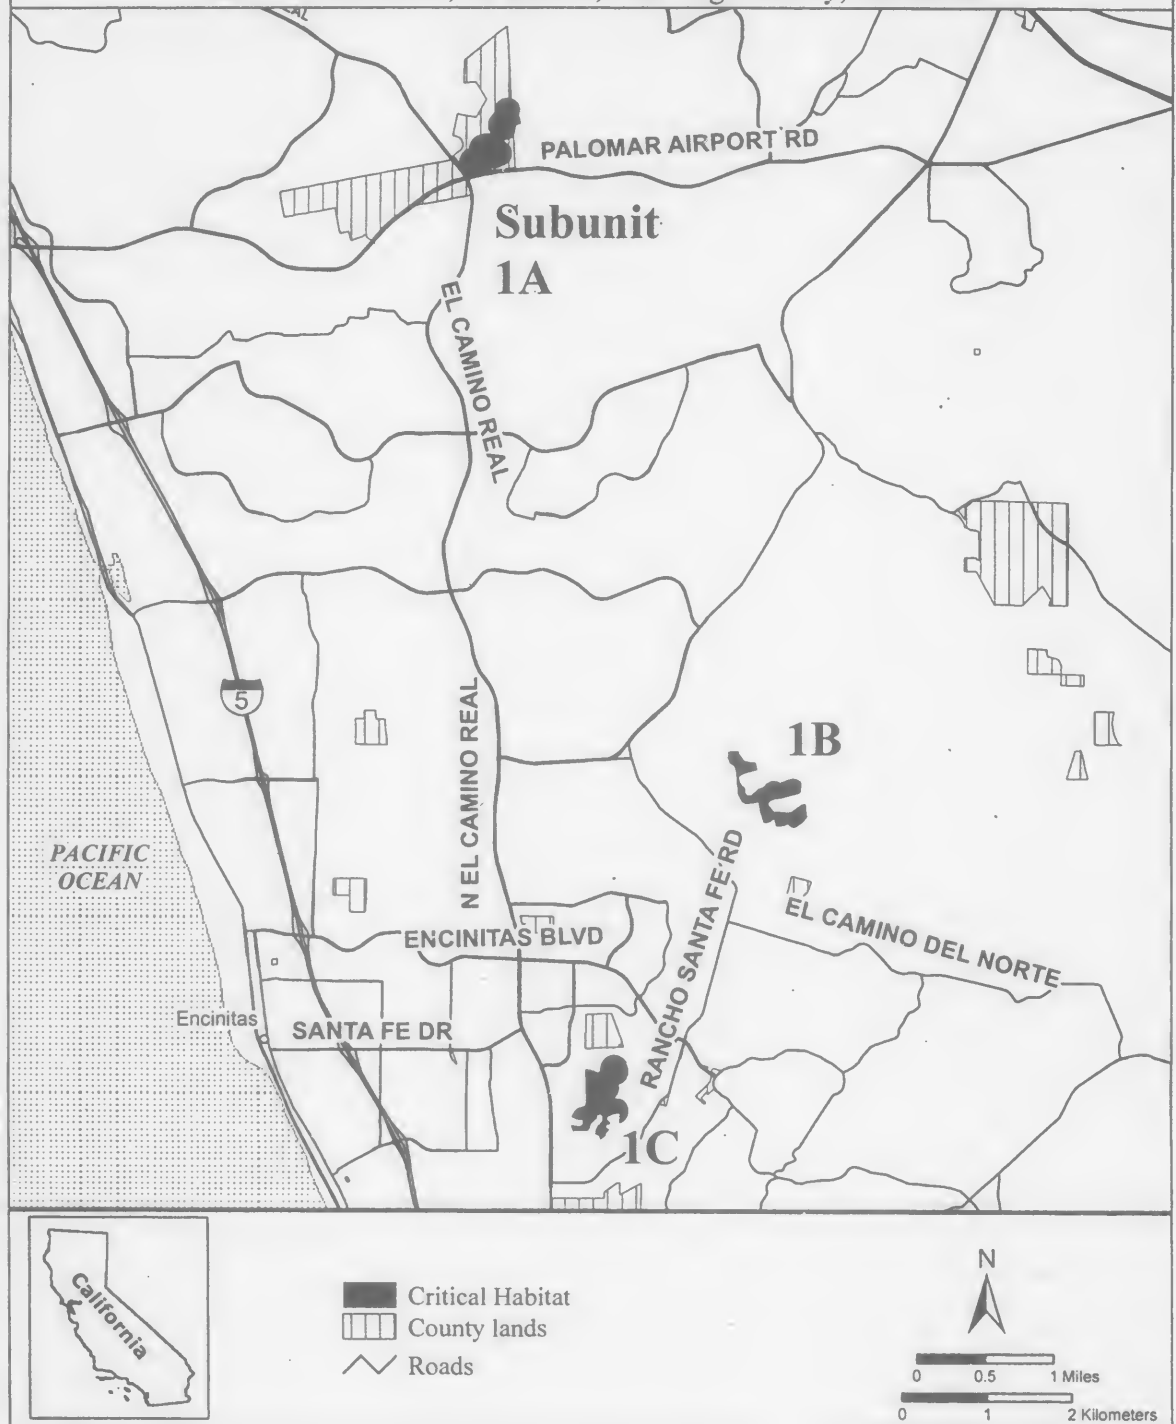 PALOMAR AIRPORT RD
Subunit
1A
EL CAMINO REAL
5
N EL CAMINO REAL
1B
PACIFIC
OCEAN
RANCHO SANTA FE RD
EL CAMINO DEL NORTE
ENCINITAS BLVD
Encinitas
SANTA FE DR
1C
California
Critical Habitat
County lands
Roads
N
0 0.5 1 Miles
0 1 2 Kilometers